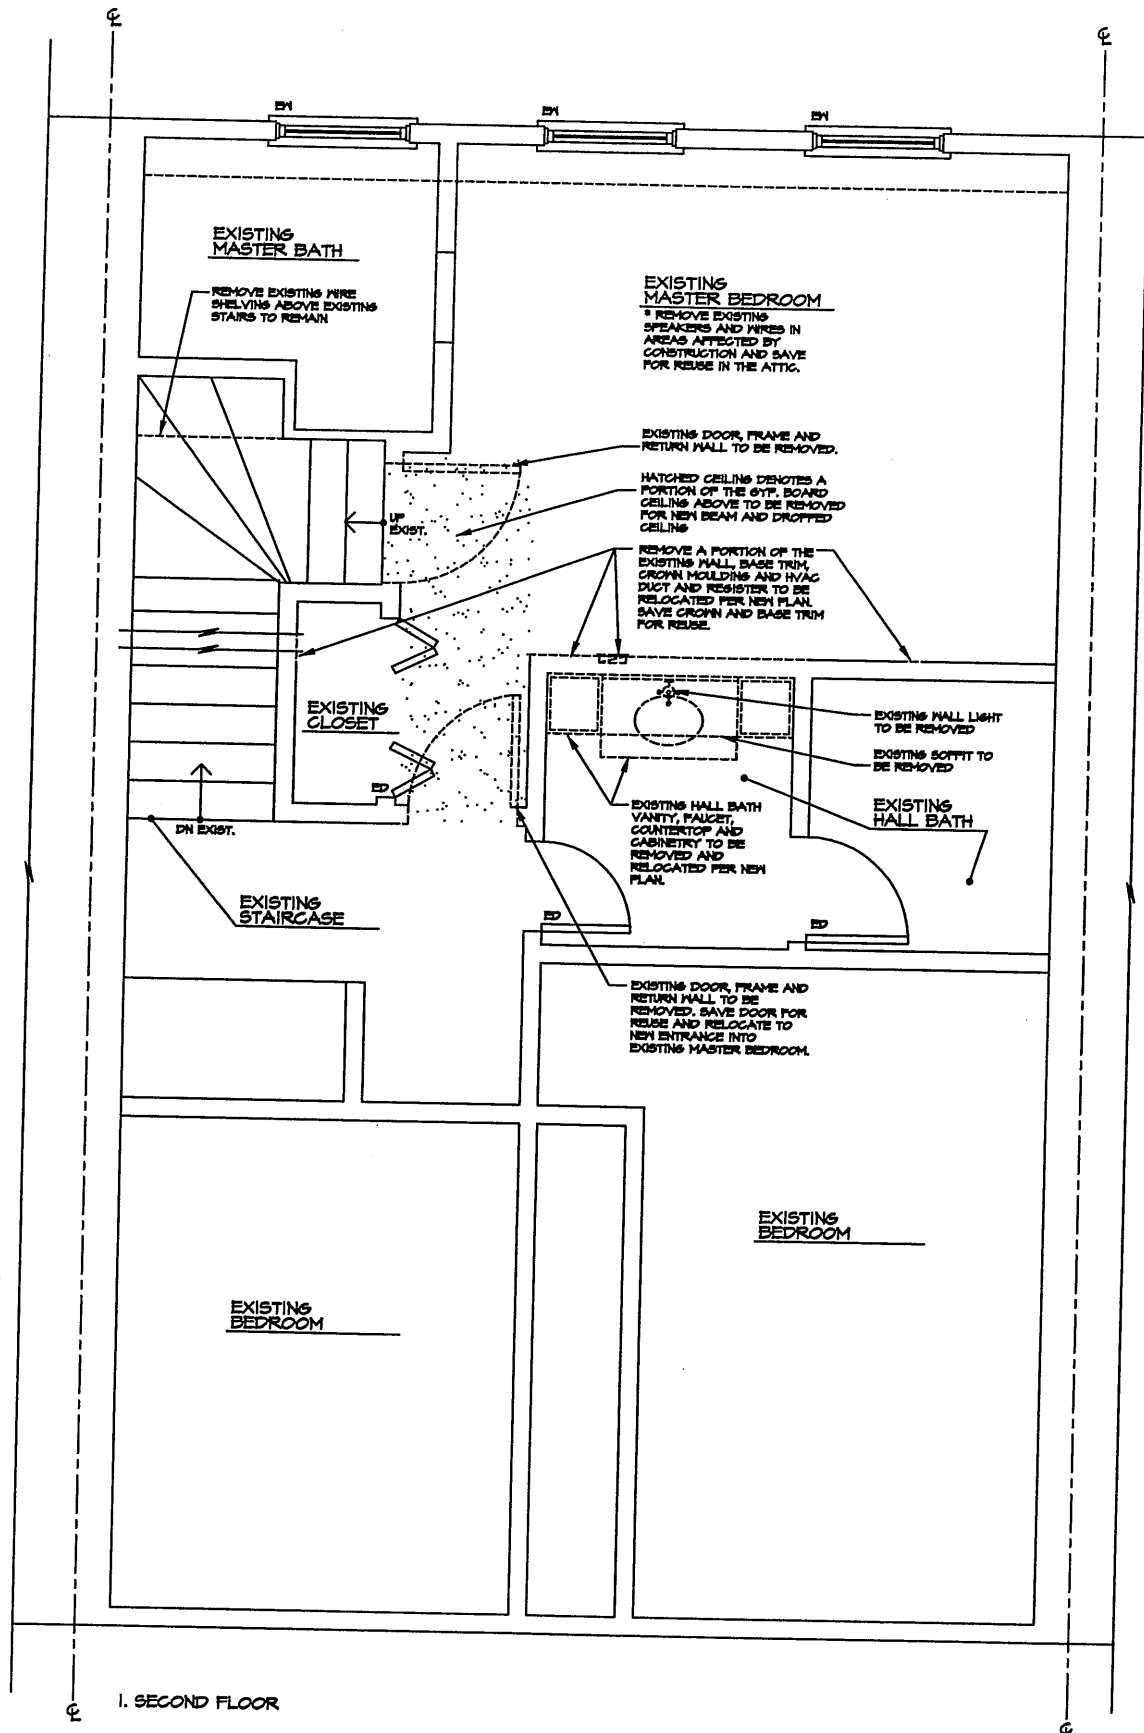 ℄
℄
EW
EW
EW
EXISTING
MASTER BATH
REMOVE EXISTING WIRE
SHELVING ABOVE EXISTING
STAIRS TO REMAIN
EXISTING
MASTER BEDROOM
* REMOVE EXISTING
SPEAKERS AND WIRES IN
AREAS AFFECTED BY
CONSTRUCTION AND SAVE
FOR REUSE IN THE ATTIC.
EXISTING DOOR, FRAME AND
RETURN WALL TO BE REMOVED.
HATCHED CEILING DENOTES A
PORTION OF THE GYP. BOARD
CEILING ABOVE TO BE REMOVED
FOR NEW BEAM AND DROPPED
CEILING
UP
EXIST.
REMOVE A PORTION OF THE
EXISTING WALL, BASE TRIM,
CROWN MOULDING AND HVAC
DUCT AND REGISTER TO BE
RELOCATED PER NEW PLAN.
SAVE CROWN AND BASE TRIM
FOR REUSE.
EXISTING
CLOSET
EXISTING WALL LIGHT
TO BE REMOVED
EXISTING SOFFIT TO
BE REMOVED
ED
EXISTING HALL BATH
VANITY, FAUCET,
COUNTERTOP AND
CABINETRY TO BE
REMOVED AND
RELOCATED PER NEW
PLAN.
EXISTING
HALL BATH
DN EXIST.
EXISTING
STAIRCASE
ED
ED
EXISTING DOOR, FRAME AND
RETURN WALL TO BE
REMOVED. SAVE DOOR FOR
REUSE AND RELOCATE TO
NEW ENTRANCE INTO
EXISTING MASTER BEDROOM.
EXISTING
BEDROOM
EXISTING
BEDROOM
℄
1. SECOND FLOOR
℄